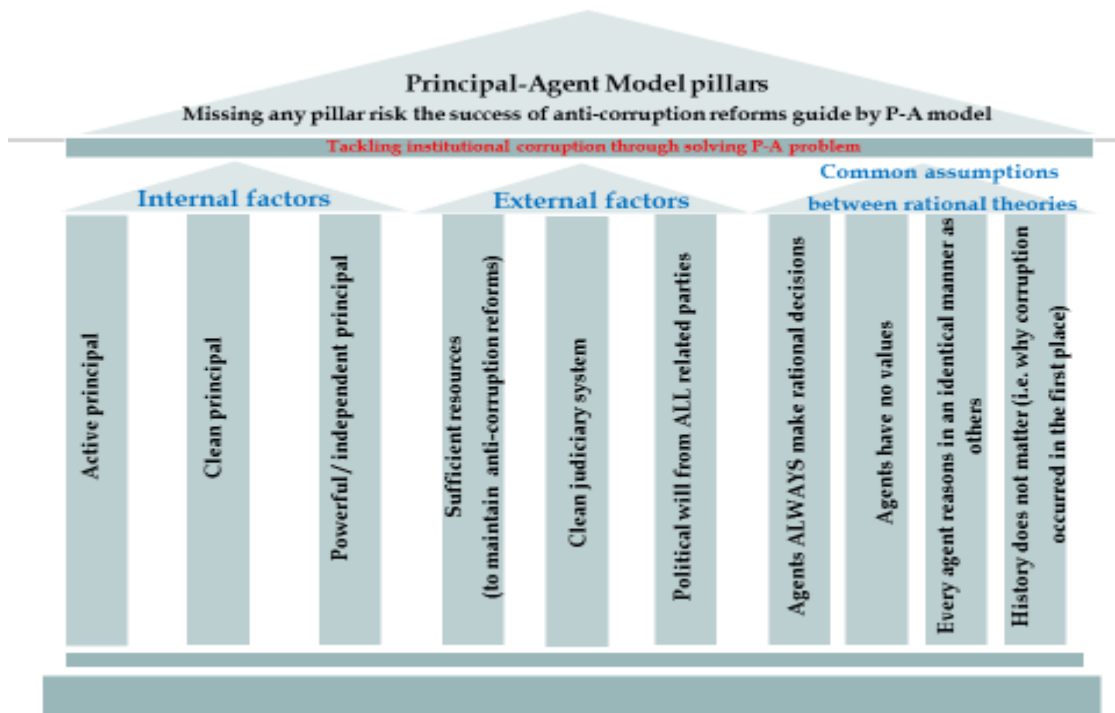 Principal-Agent Model pillars
Missing any pillar risk the success of anti-corruption reforms guide by P-A model
Tackling institutional corruption through solving P-A problem
Internal factors
External factors
Common assumptions
between rational theories
Active principal
Clean principal
Powerful / independent principal
Sufficient resources
(to maintain anti-corruption reforms)
Clean judiciary system
Political will from ALL related parties
Agents ALWAYS make rational decisions
Agents have no values
Every agent reasons in an identical manner as
others
History does not matter (i.e. why corruption
occurred in the first place)